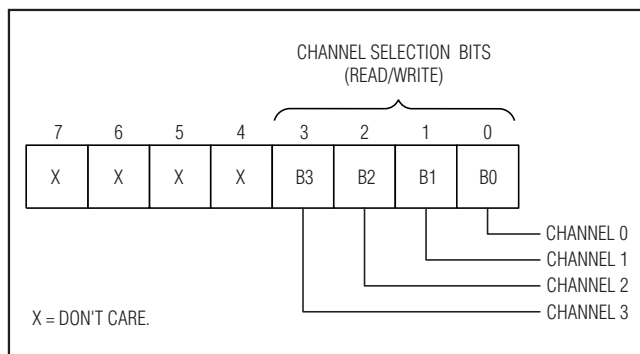 CHANNEL SELECTION BITS
(READ/WRITE)
7 6 5 4 3 2 1 0
X X X X B3 B2 B1 B0
CHANNEL 0
CHANNEL 1
CHANNEL 2
CHANNEL 3
X = DON'T CARE.